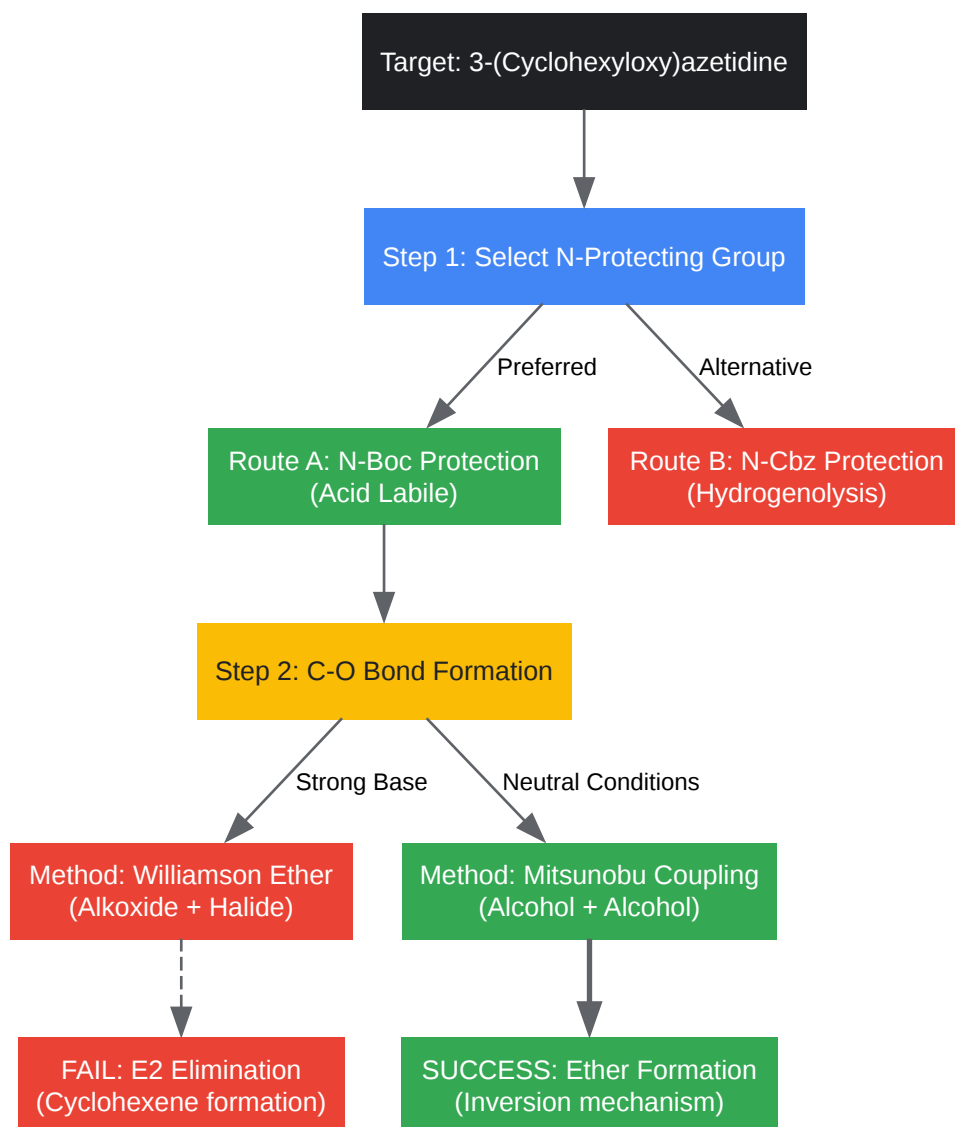 Target: 3-(Cyclohexyloxy)azetidine
Step 1: Select N-Protecting Group
Preferred
Alternative
Route A: N-Boc Protection
(Acid Labile)
Route B: N-Cbz Protection
(Hydrogenolysis)
Step 2: C-O Bond Formation
Strong Base
Neutral Conditions
Method: Williamson Ether
(Alkoxide + Halide)
Method: Mitsunobu Coupling
(Alcohol + Alcohol)
FAIL: E2 Elimination
(Cyclohexene formation)
SUCCESS: Ether Formation
(Inversion mechanism)